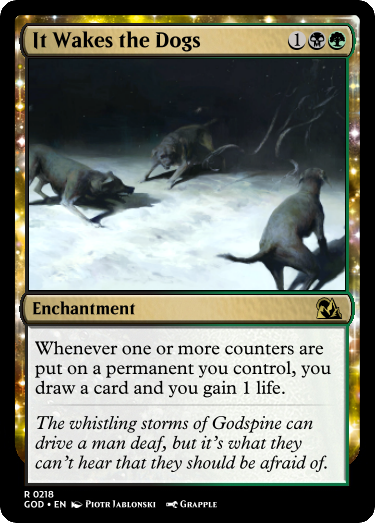 It Wakes the Dogs 1
Enchantment
Whenever one or more counters are
put on a permanent you control, you
draw a card and you gain 1 life.
The whistling storms of Godspine can
drive a man deaf, but it's what they
can't hear that they should be afraid of.
R 0218
GOD • EN Piotr Jablonski Grapple